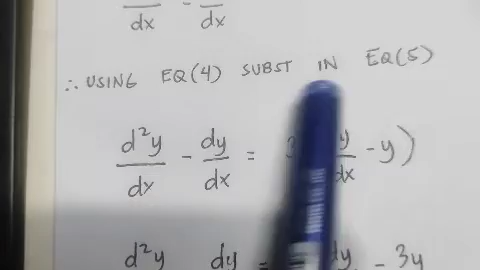 dx - dx
∴ USING EQ(4) SUBST IN EQ(5)
d²y/dx - dy/dx = y/dx - y)
d²y dy = dy - 3y